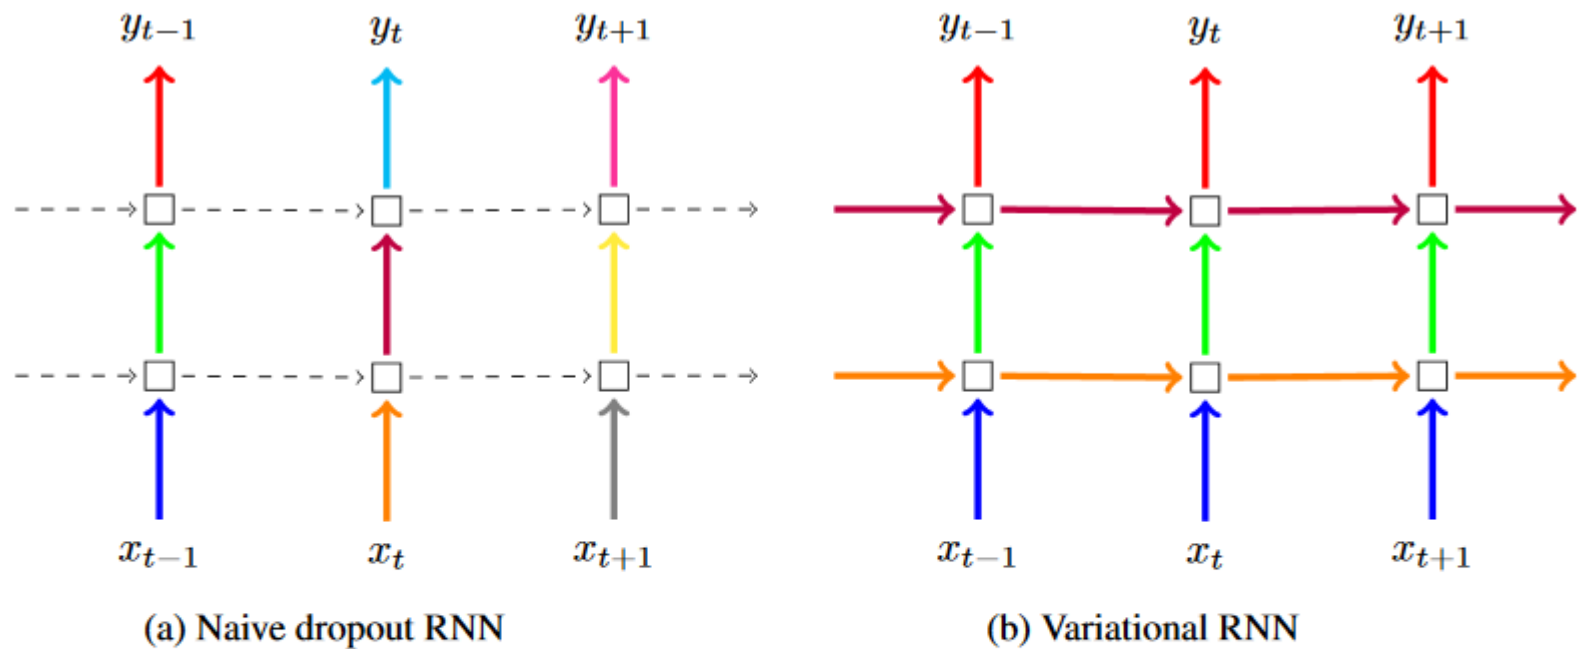 y_{t-1} y_t y_{t+1} y_{t-1} y_t y_{t+1}
x_{t-1} x_t x_{t+1} x_{t-1} x_t x_{t+1}
(a) Naive dropout RNN (b) Variational RNN